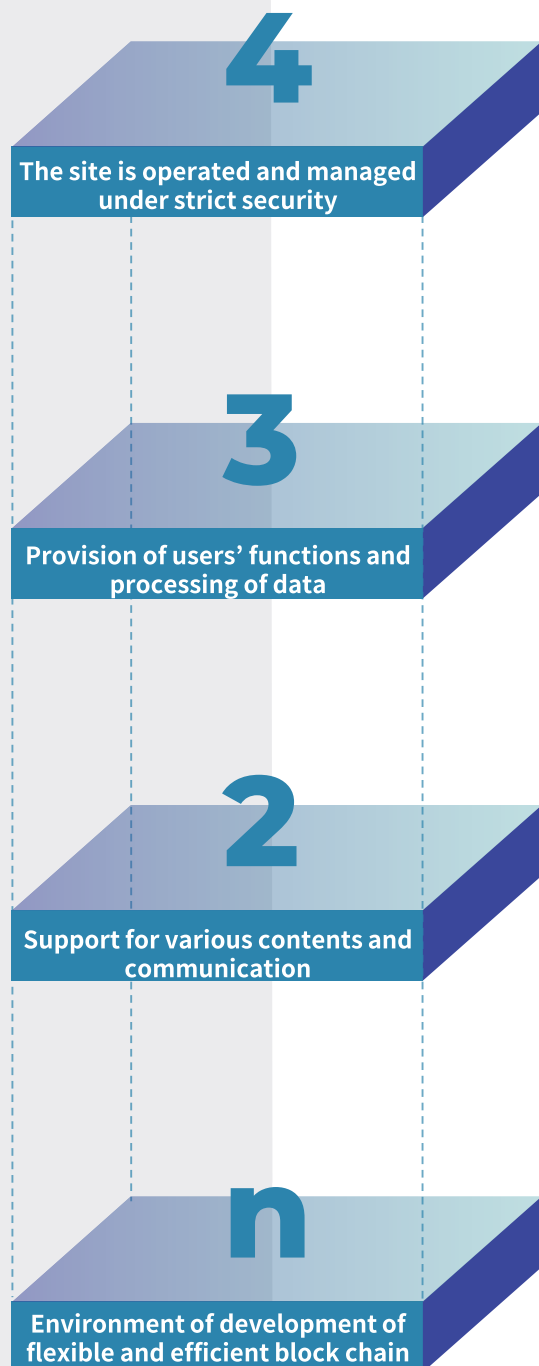 4
The site is operated and managed
under strict security
3
Provision of users’ functions and
processing of data
2
Support for various contents and
communication
n
Environment of development of
flexible and efficient block chain